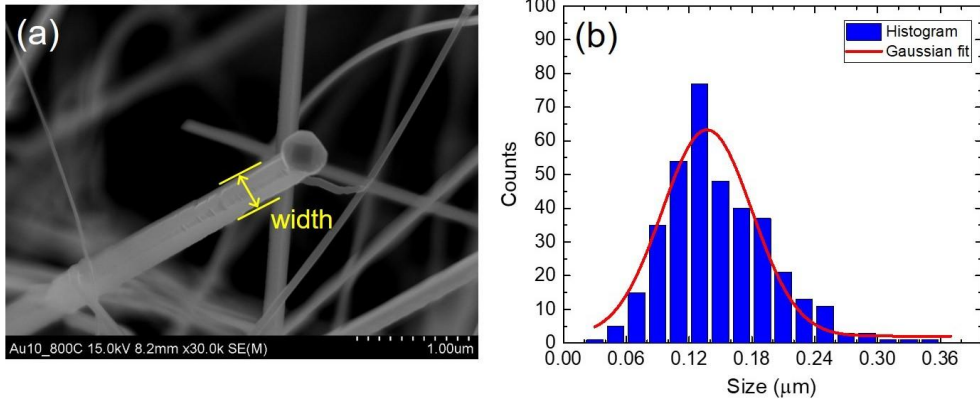 (a)
width
Au10_800C 15.0kV 8.2mm x30.0k SE(M)
1.00um
(b)
Histogram
Gaussian fit
Counts
100
90
80
70
60
50
40
30
20
10
0
0.00 0.06 0.12 0.18 0.24 0.30 0.36
Size (μm)